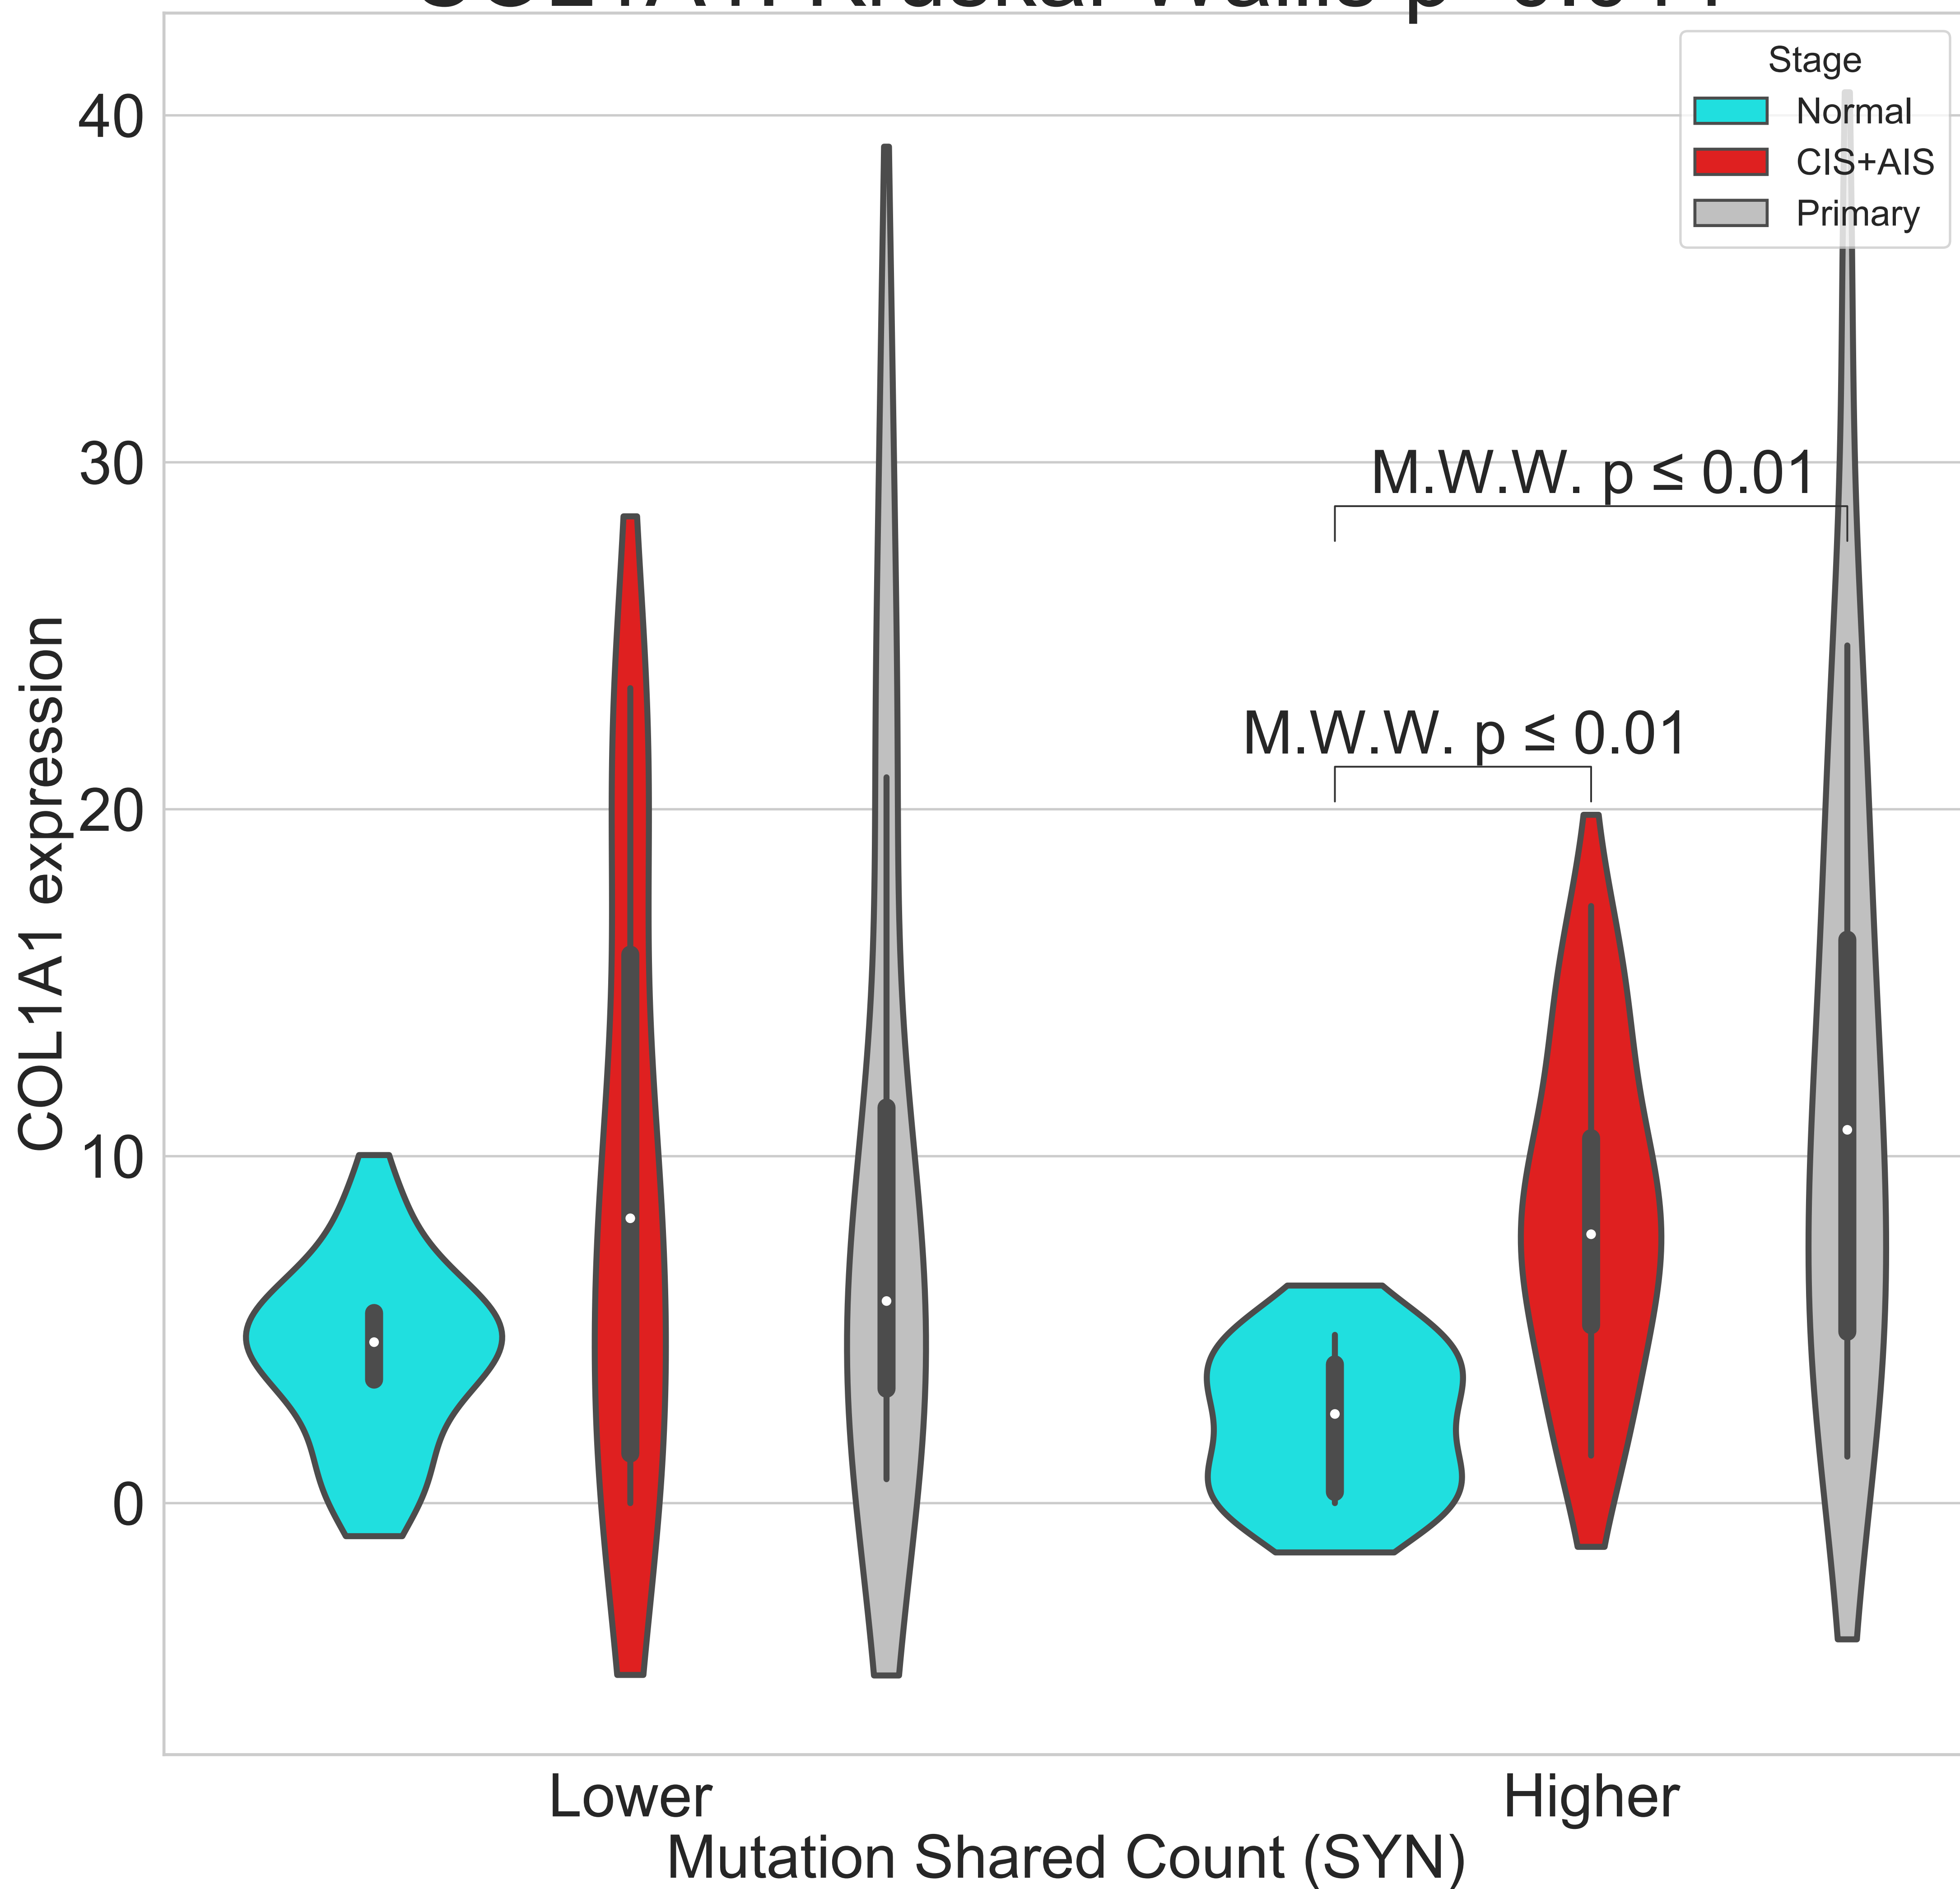 Stage
Normal
CIS+AIS
Primary
40
30
20
10
0
COL1A1 expression
M.W.W. p ≤ 0.01
M.W.W. p ≤ 0.01
Lower
Higher
Mutation Shared Count (SYN)